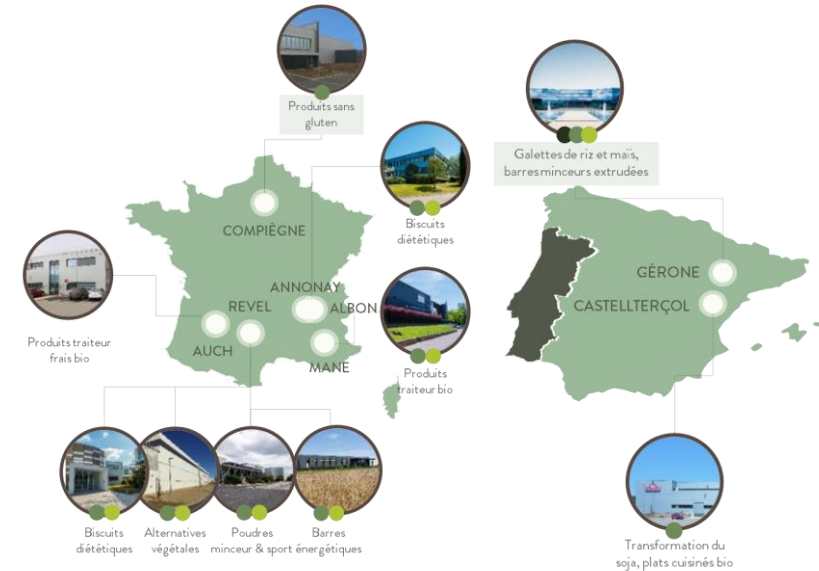 Produits sans
gluten
Galettes de riz et maïs,
barres minceurs extrudées
COMPIÈGNE
Biscuits
diététiques
GÉRONE
ANNONAY
REVEL
ALBON
CASTELLTERÇOL
Produits traiteur
frais bio
AUCH
MANE
Produits
traiteur bio
Biscuits
diététiques
Alternatives
végétales
Poudres
minceur & sport
Barres
énergétiques
Transformation du
soja, plats cuisinés bio